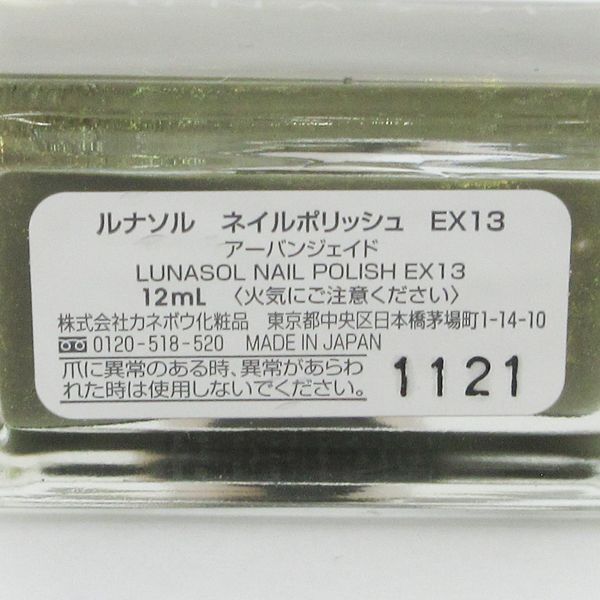 ルナソル ネイルポリッシュ EX13
アーバンジェイド
LUNASOL NAIL POLISH EX13
12mL 〈火気にご注意ください〉
株式会社カネボウ化粧品 東京都中央区日本橋茅場町1-14-10
0120-518-520 MADE IN JAPAN
爪に異常のある時、異常があらわ
れた時は使用しないでください。
1121